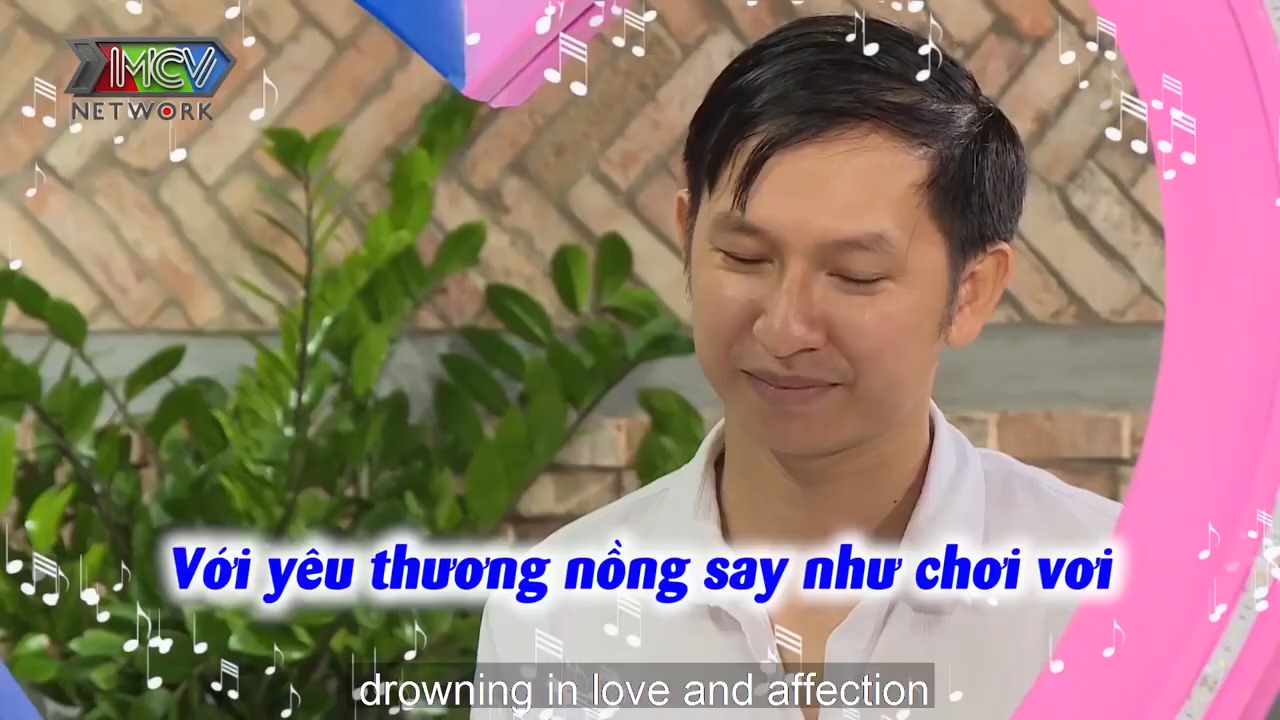 MCV
NETWORK
Với yêu thương nồng say như chơi vơi
drowning in love and affection